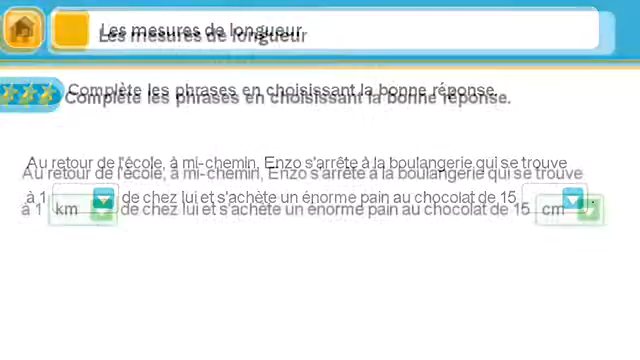 Les mesures de longueur
Complète les phrases en choisissant la bonne réponse.
Au retour de l'école, à mi-chemin, Enzo s'arrête à la boulangerie qui se trouve
à 1 km de chez lui et s'achète un énorme pain au chocolat de 15 cm.